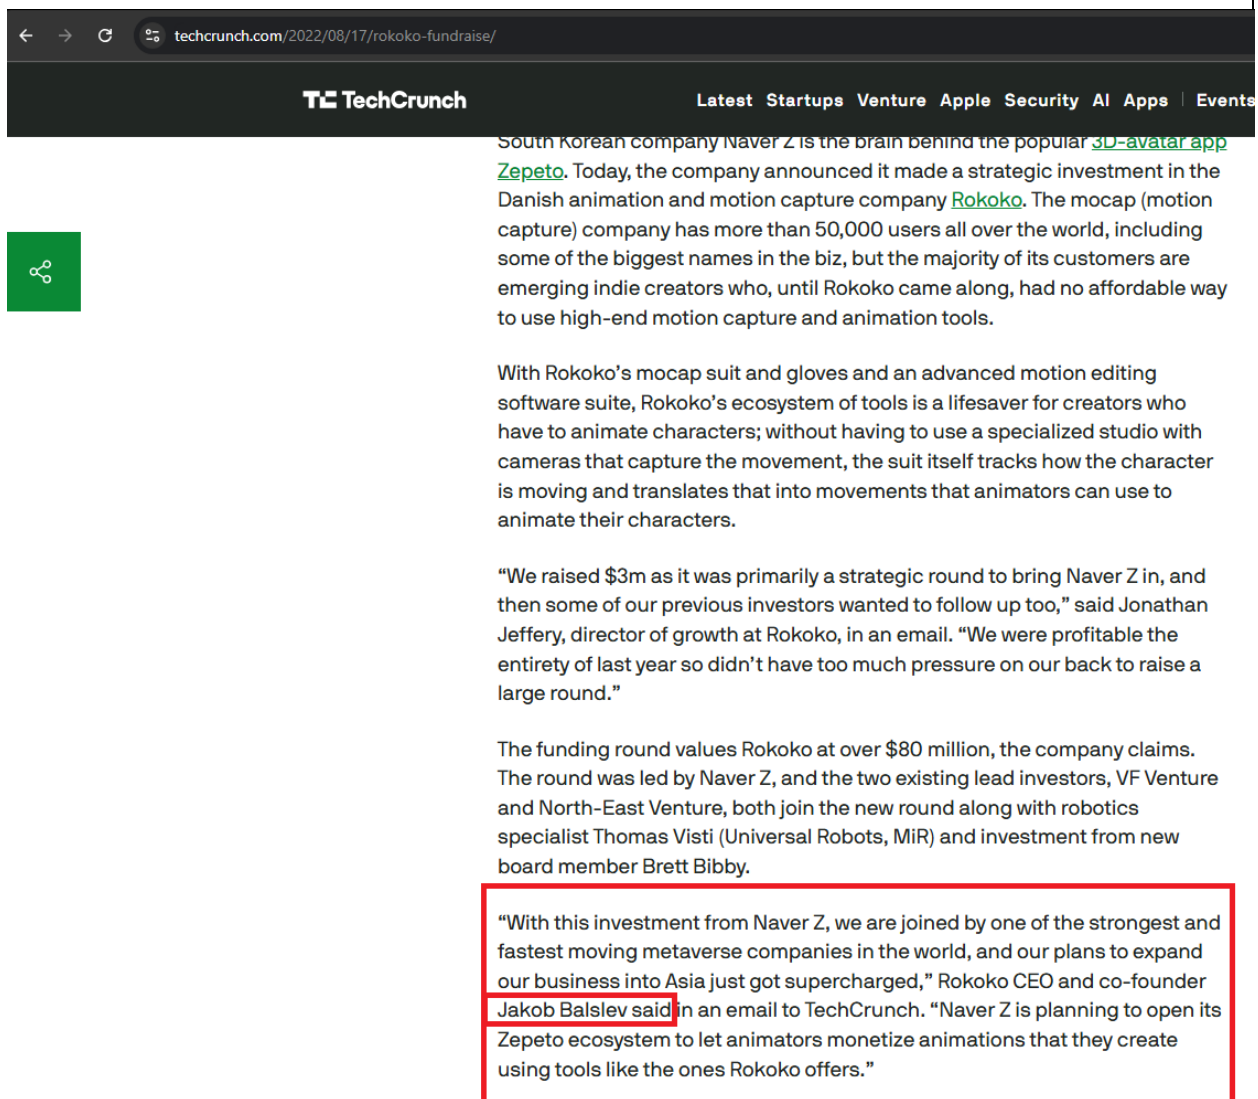 techcrunch.com/2022/08/17/rokoko-fundraise/
TechCrunch
Latest Startups Venture Apple Security AI Apps Events
South Korean company Naver Z is the brain behind the popular 3D-avatar app
Zepeto. Today, the company announced it made a strategic investment in the
Danish animation and motion capture company Rokoko. The mocap (motion
capture) company has more than 50,000 users all over the world, including
some of the biggest names in the biz, but the majority of its customers are
emerging indie creators who, until Rokoko came along, had no affordable way
to use high-end motion capture and animation tools.
With Rokoko’s mocap suit and gloves and an advanced motion editing
software suite, Rokoko’s ecosystem of tools is a lifesaver for creators who
have to animate characters; without having to use a specialized studio with
cameras that capture the movement, the suit itself tracks how the character
is moving and translates that into movements that animators can use to
animate their characters.
“We raised $3m as it was primarily a strategic round to bring Naver Z in, and
then some of our previous investors wanted to follow up too,” said Jonathan
Jeffery, director of growth at Rokoko, in an email. “We were profitable the
entirety of last year so didn’t have too much pressure on our back to raise a
large round.”
The funding round values Rokoko at over $80 million, the company claims.
The round was led by Naver Z, and the two existing lead investors, VF Venture
and North-East Venture, both join the new round along with robotics
specialist Thomas Visti (Universal Robots, MiR) and investment from new
board member Brett Bibby.
“With this investment from Naver Z, we are joined by one of the strongest and
fastest moving metaverse companies in the world, and our plans to expand
our business into Asia just got supercharged,” Rokoko CEO and co-founder
Jakob Balslev said in an email to TechCrunch. “Naver Z is planning to open its
Zepeto ecosystem to let animators monetize animations that they create
using tools like the ones Rokoko offers.”